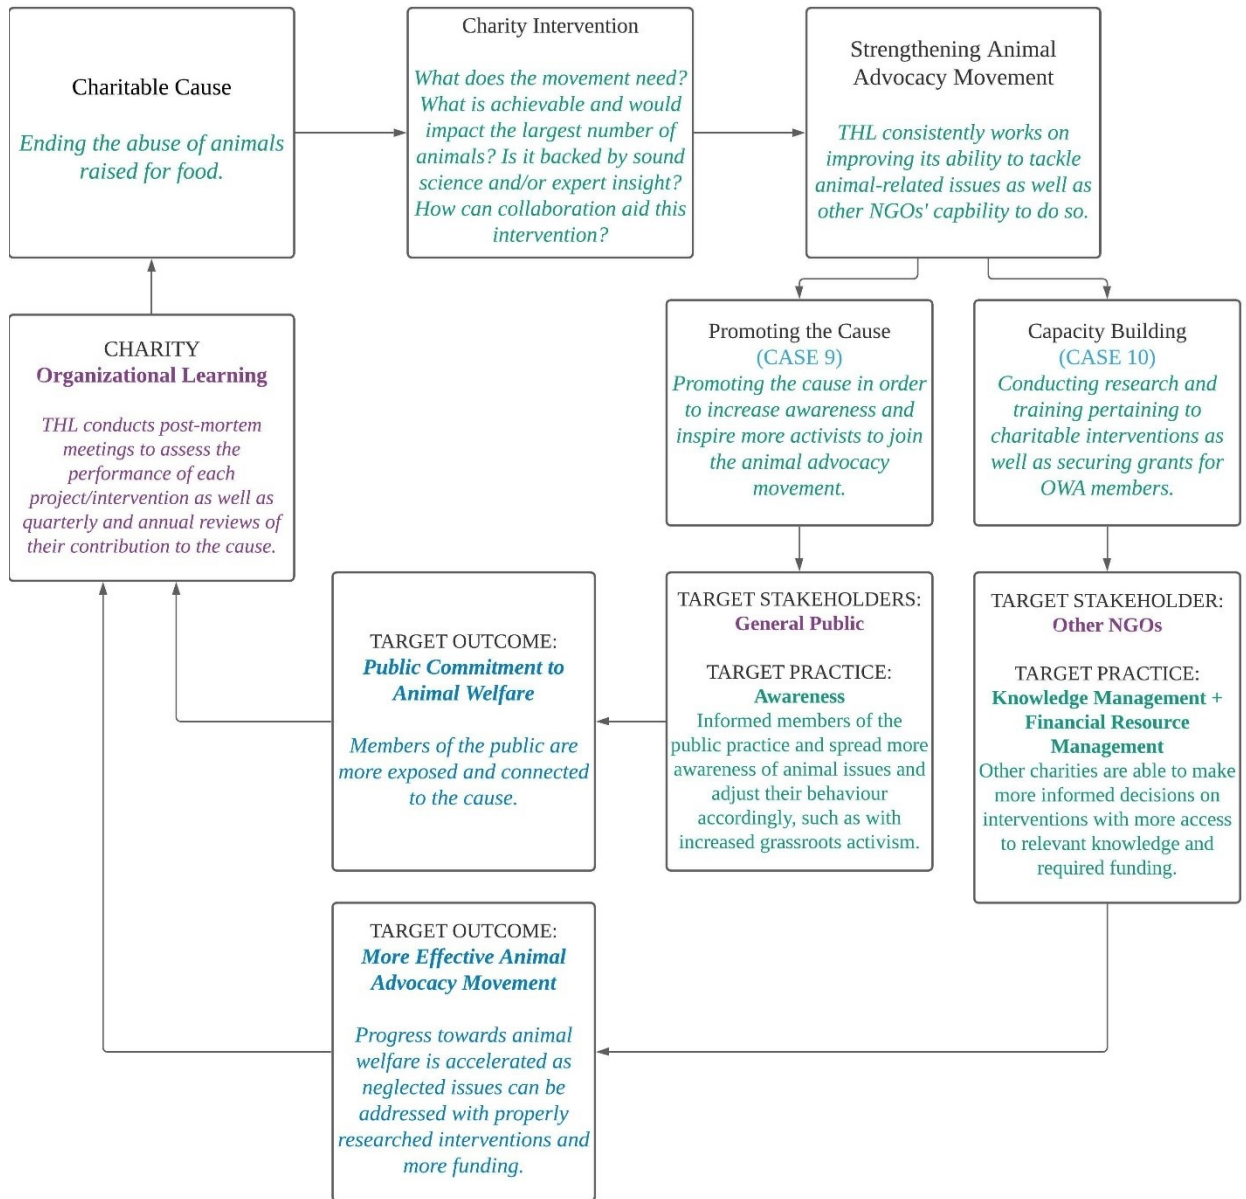 Charitable Cause
Ending the abuse of animals
raised for food.
Charity Intervention
What does the movement need?
What is achievable and would
impact the largest number of
animals? Is it backed by sound
science and/or expert insight?
How can collaboration aid this
intervention?
Strengthening Animal
Advocacy Movement
THL consistently works on
improving its ability to tackle
animal-related issues as well as
other NGOs' capbility to do so.
Promoting the Cause
(CASE 9)
Promoting the cause in order
to increase awareness and
inspire more activists to join
the animal advocacy
movement.
Capacity Building
(CASE 10)
Conducting research and
training pertaining to
charitable interventions as
well as securing grants for
OWA members.
TARGET STAKEHOLDERS:
General Public
TARGET PRACTICE:
Awareness
Informed members of the
public practice and spread more
awareness of animal issues and
adjust their behaviour
accordingly, such as with
increased grassroots activism.
TARGET STAKEHOLDER:
Other NGOs
TARGET PRACTICE:
Knowledge Management +
Financial Resource
Management
Other charities are able to make
more informed decisions on
interventions with more access
to relevant knowledge and
required funding.
TARGET OUTCOME:
Public Commitment to
Animal Welfare
Members of the public are
more exposed and connected
to the cause.
TARGET OUTCOME:
More Effective Animal
Advocacy Movement
Progress towards animal
welfare is accelerated as
neglected issues can be
addressed with properly
researched interventions and
more funding.
CHARITY
Organizational Learning
THL conducts post-mortem
meetings to assess the
performance of each
project/intervention as well as
quarterly and annual reviews of
their contribution to the cause.